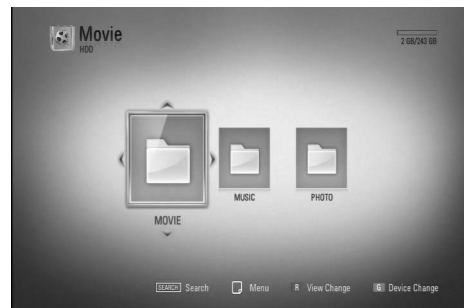 Movie
HDD
2 GB/243 GB
MOVIE
MUSIC
PHOTO
SEARCH Search Menu R View Change G Device Change